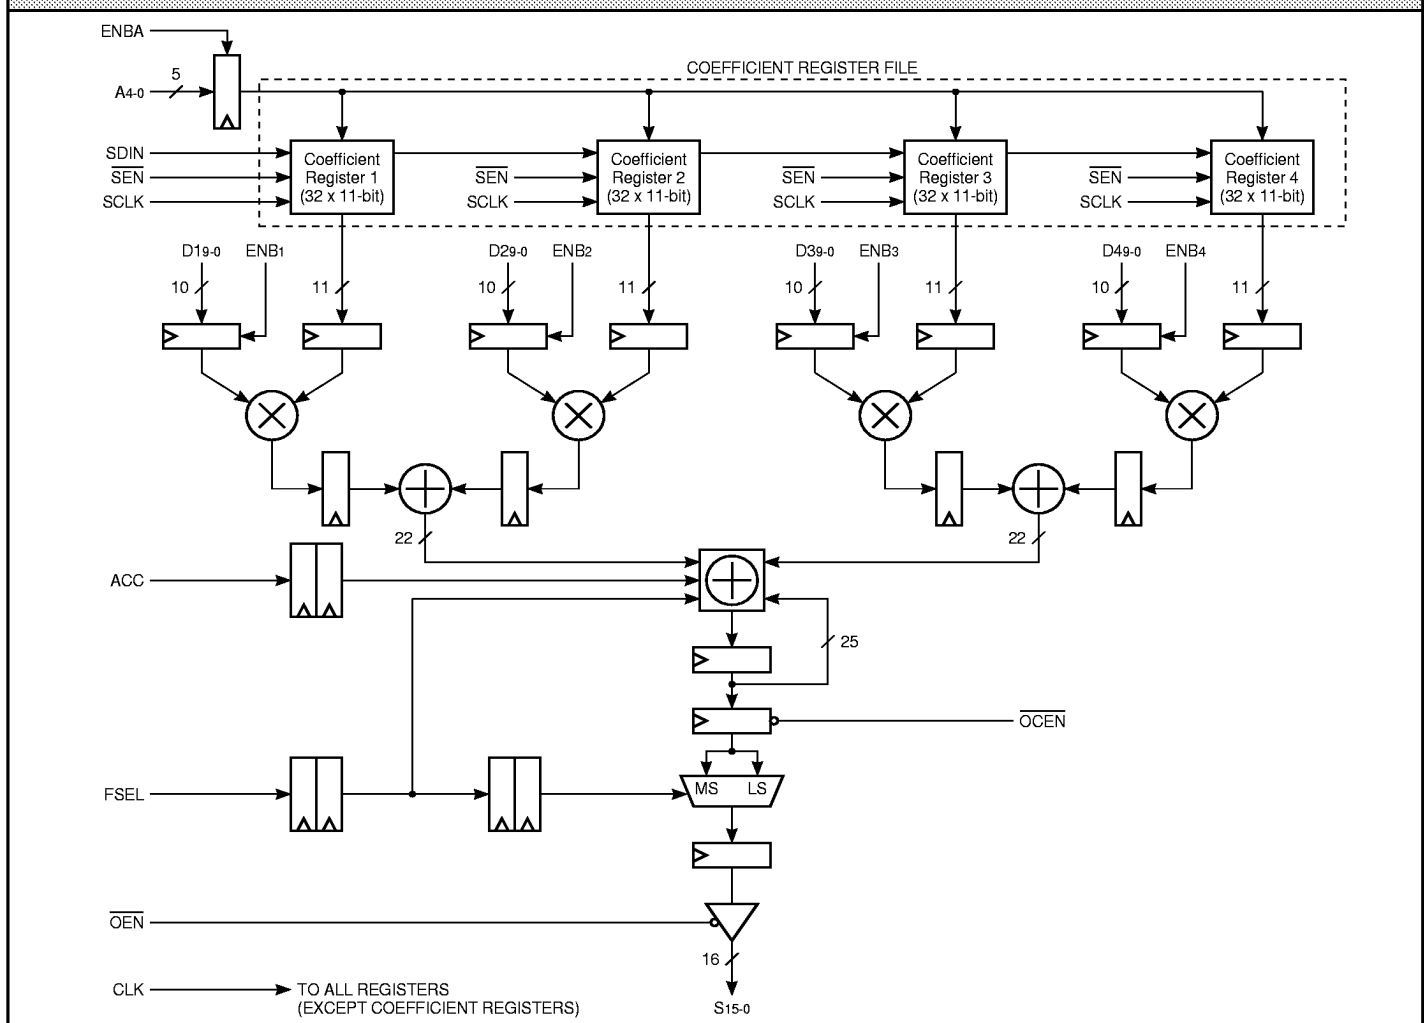 ENBA
COEFFICIENT REGISTER FILE
5
A4-0
SDIN
SEN
SCLK
Coefficient
Register 1
(32 x 11-bit)
SEN
SCLK
Coefficient
Register 2
(32 x 11-bit)
SEN
SCLK
Coefficient
Register 3
(32 x 11-bit)
SEN
SCLK
Coefficient
Register 4
(32 x 11-bit)
D19-0 ENB1
D29-0 ENB2
D39-0 ENB3
D49-0 ENB4
10 11
10 11
10 11
10 11
22
22
ACC
25
OCEN
FSEL
MS LS
OEN
16
CLK
TO ALL REGISTERS
(EXCEPT COEFFICIENT REGISTERS)
S15-0